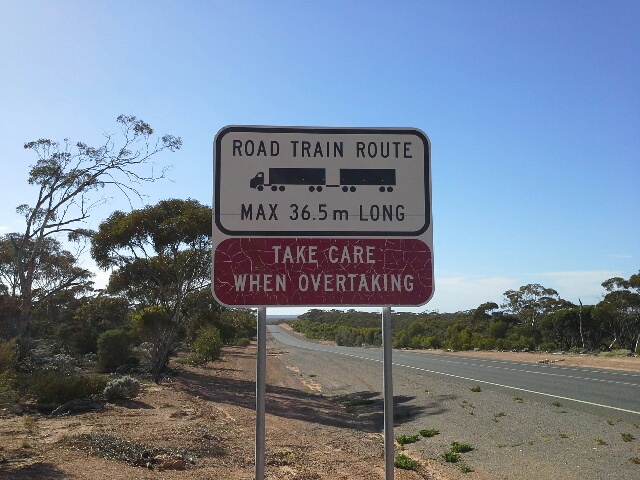 ROAD TRAIN ROUTE
MAX 36.5m LONG
TAKE CARE
WHEN OVERTAKING